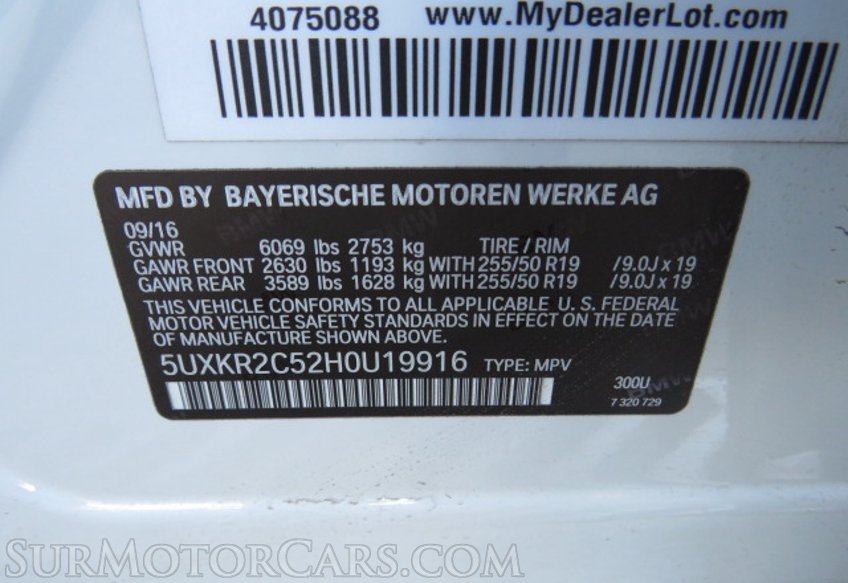 4075088 www.MyDealerLot.com
MFD BY BAYERISCHE MOTOREN WERKE AG
09/16
GVWR 6069 lbs 2753 kg TIRE / RIM
GAWR FRONT 2630 lbs 1193 kg WITH 255/50 R19 /9.0J x 19
GAWR REAR 3589 lbs 1628 kg WITH 255/50 R19 /9.0J x 19
THIS VEHICLE CONFORMS TO ALL APPLICABLE U. S. FEDERAL
MOTOR VEHICLE SAFETY STANDARDS IN EFFECT ON THE DATE
OF MANUFACTURE SHOWN ABOVE.
5UXKR2C52H0U19916 TYPE: MPV
300U
7 320 729
BMW
BMW
SURMOTORCARS.COM